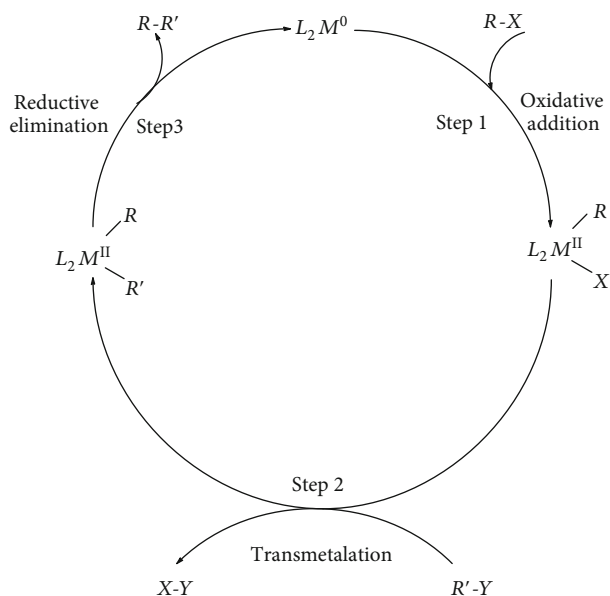 R-R′
L₂M⁰
R-X
Reductive
elimination
Step3
Step 1
Oxidative
addition
R
L₂Mᴵᴵ
R′
R
L₂Mᴵᴵ
X
Step 2
Transmetalation
X-Y
R′-Y